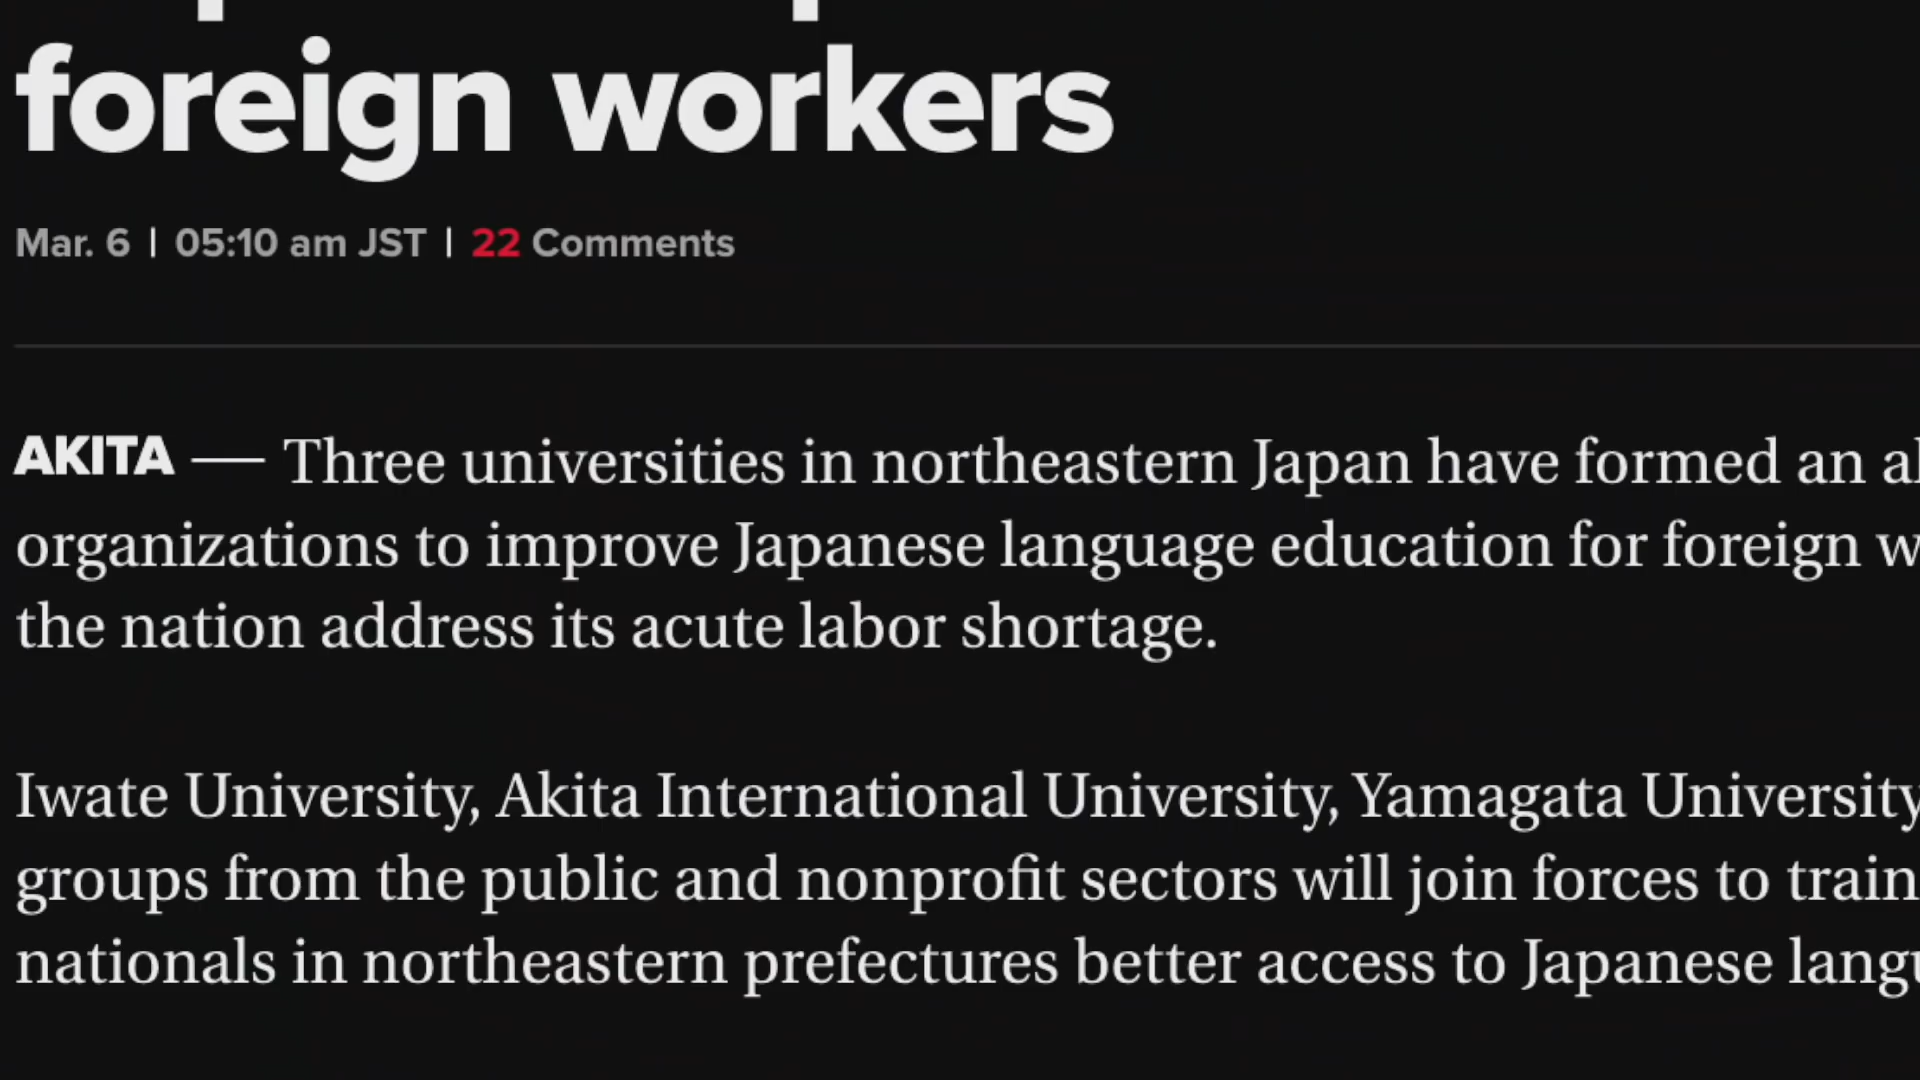 foreign workers
Mar. 6 | 05:10 am JST | 22 Comments
AKITA — Three universities in northeastern Japan have formed an
organizations to improve Japanese language education for foreign
the nation address its acute labor shortage.
Iwate University, Akita International University, Yamagata University
groups from the public and nonprofit sectors will join forces to train
nationals in northeastern prefectures better access to Japanese